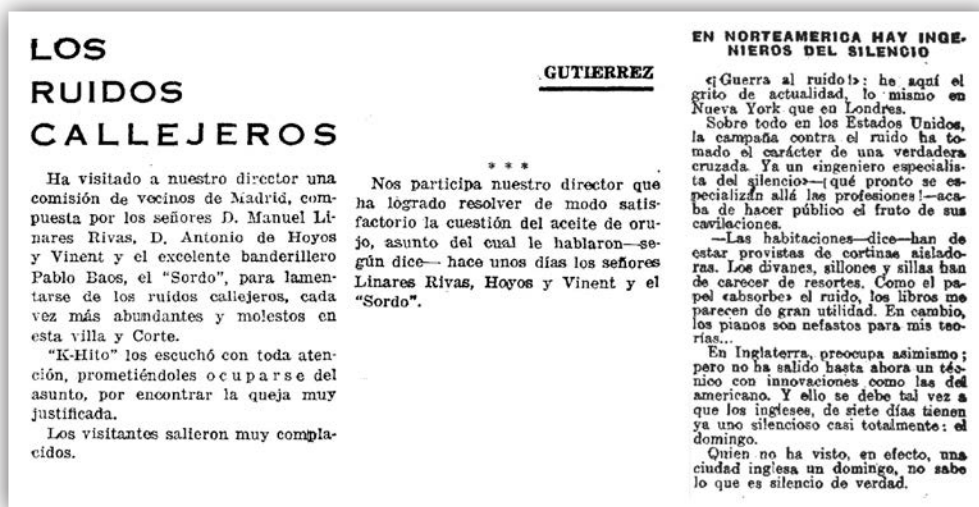 LOS
RUIDOS
CALLEJEROS
Ha visitado a nuestro director una
comisión de vecinos de Madrid, com-
puesta por los señores D. Manuel Li-
nares Rivas, D. Antonio de Hoyos
y Vinent y el excelente banderillero
Pablo Baos, el "Sordo", para lamen-
tarse de los ruidos callejeros, cada
vez más abundantes y molestos en
esta villa y Corte.
"K-Hito" los escuchó con toda aten-
ción, prometiéndoles ocuparse del
asunto, por encontrar la queja muy
justificada.
Los visitantes salieron muy compla-
cidos.
GUTIERREZ
* * *
Nos participa nuestro director que
ha logrado resolver de modo satis-
factorio la cuestión del aceite de oru-
jo, asunto del cual le hablaron—se-
gún dice— hace unos días los señores
Linares Rivas, Hoyos y Vinent y el
"Sordo".
EN NORTEAMERICA HAY INGE-
NIEROS DEL SILENCIO
«¡Guerra al ruido!»: he aquí el
grito de actualidad, lo mismo en
Nueva York que en Londres.
Sobre todo en los Estados Unidos,
la campaña contra el ruido ha to-
mado el carácter de una verdadera
cruzada. Ya un «ingeniero especialis-
ta del silencio»—¡qué pronto se es-
pecializan allá las profesiones!—aca-
ba de hacer público el fruto de sus
cavilaciones.
—Las habitaciones—dice—han de
estar provistas de cortinas aislado-
ras. Los divanes, sillones y sillas han
de carecer de resortes. Como el pa-
pel «absorbe» el ruido, los libros me
parecen de gran utilidad. En cambio,
los pianos son nefastos para mis teo-
rías...
En Inglaterra, preocupa asimismo;
pero no ha salido hasta ahora un téc-
nico con innovaciones como las del
americano. Y ello se debe tal vez a
que los ingleses, de siete días tienen
ya uno silencioso casi totalmente: el
domingo.
Quien no ha visto, en efecto, una
ciudad inglesa un domingo, no sabe
lo que es silencio de verdad.